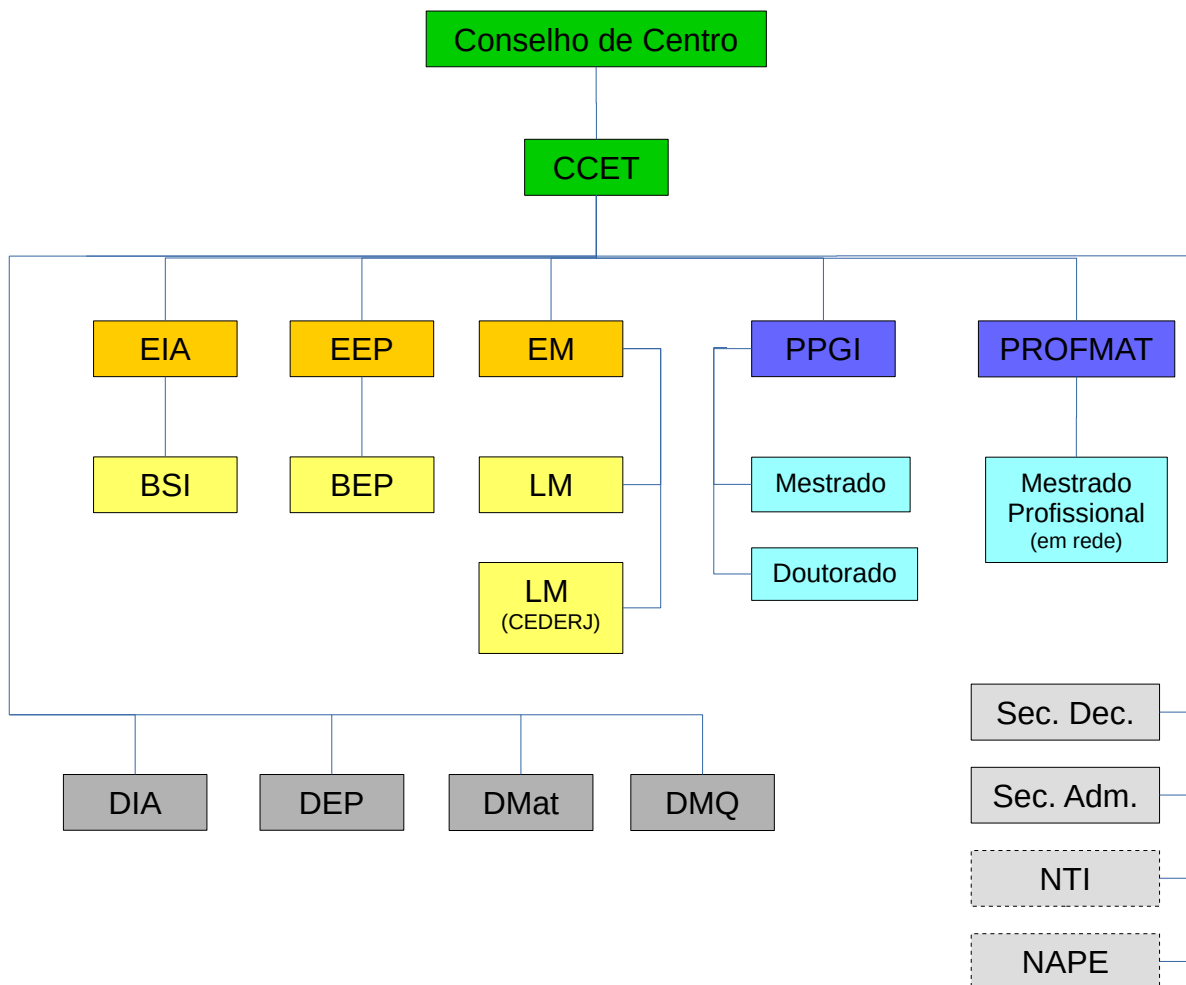 Conselho de Centro
CCET
EIA
EEP
EM
PPGI
PROFMAT
BSI
BEP
LM
Mestrado
Mestrado
Profissional
(em rede)
Doutorado
LM
(CEDERJ)
Sec. Dec.
DIA
DEP
DMat
DMQ
Sec. Adm.
NTI
NAPE